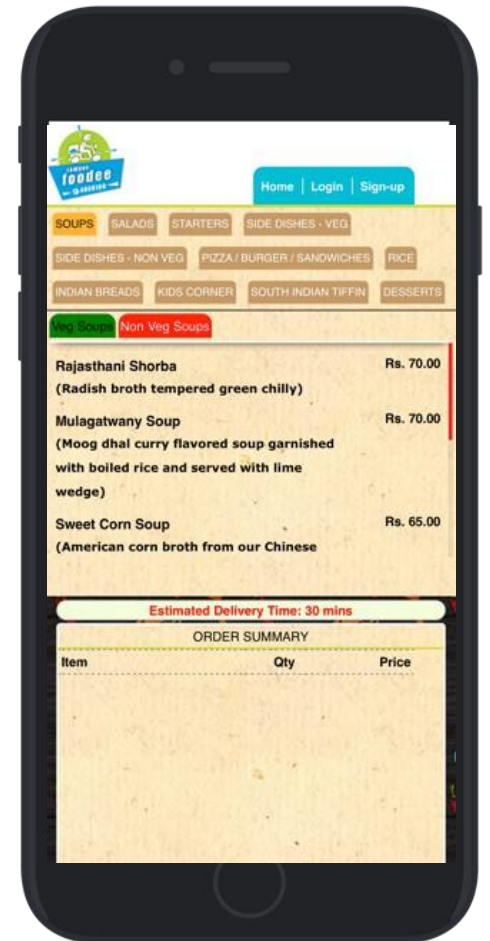 foodee
Home | Login | Sign-up
SOUPS SALADS STARTERS SIDE DISHES - VEG
SIDE DISHES - NON VEG PIZZA / BURGER / SANDWICHES RICE
INDIAN BREADS KIDS CORNER SOUTH INDIAN TIFFIN DESSERTS
Veg Soups Non Veg Soups
Rajasthani Shorba Rs. 70.00
(Radish broth tempered green chilly)
Mulagatwany Soup Rs. 70.00
(Moog dhal curry flavored soup garnished
with boiled rice and served with lime
wedge)
Sweet Corn Soup Rs. 65.00
(American corn broth from our Chinese
Estimated Delivery Time: 30 mins
ORDER SUMMARY
Item Qty Price